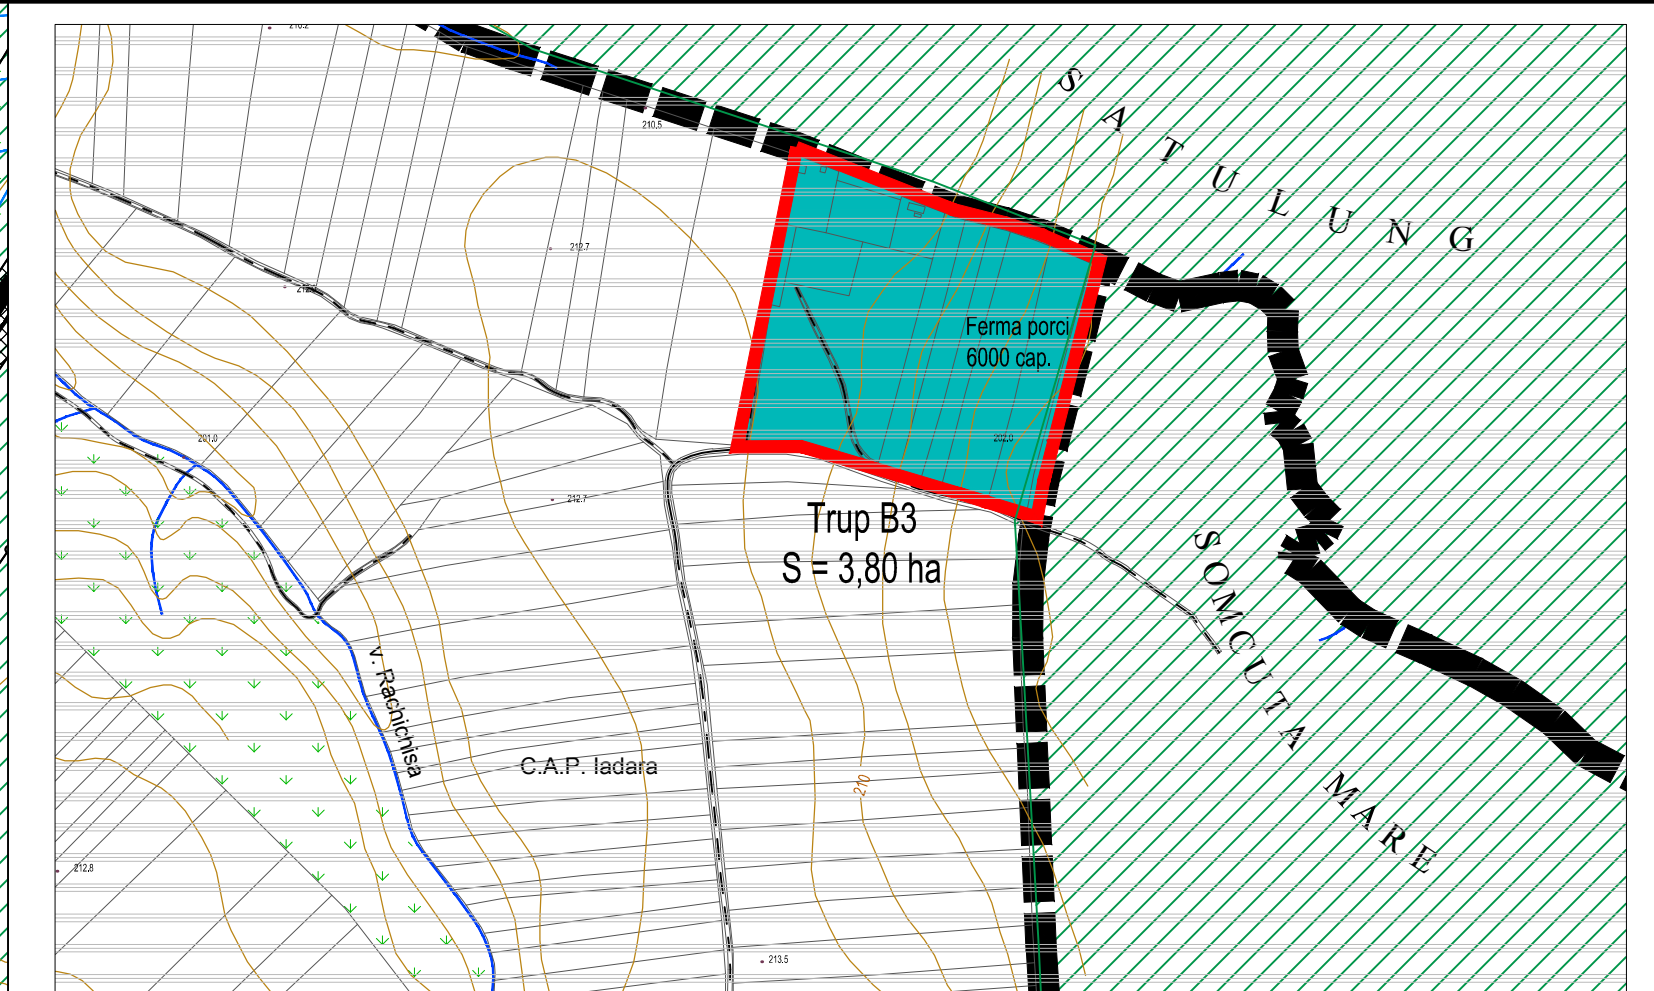 210.5
SATULUNG
212.7
Ferma porci
6000 cap.
201.0
202.0
212.7
Trup B3
S = 3,80 ha
SOMCUTA MARE
v. Rachichisa
C.A.P. Iadara
210
212.8
213.5